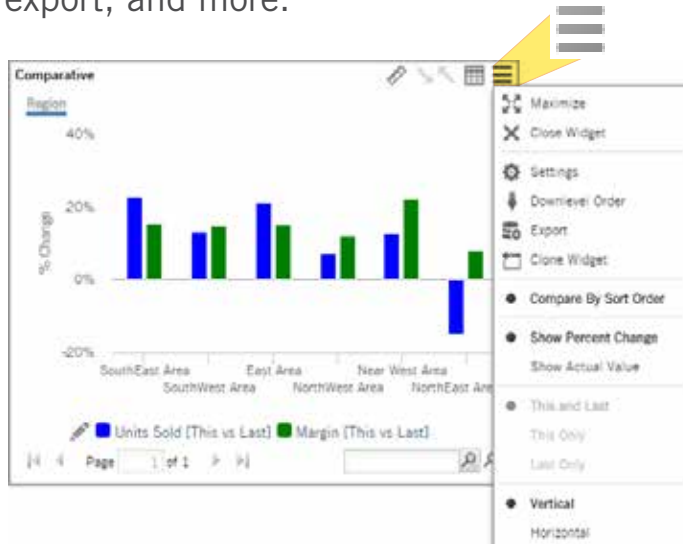 export, and more.
Comparative
Region
40%
20%
0%
-20%
% Change
SouthEast Area
East Area
Near West Area
SouthWest Area
NorthWest Area
NorthEast Are
Units Sold [This vs Last]
Margin [This vs Last]
Page 1 of 1
Maximize
Close Widget
Settings
Downlevel Order
Export
Clone Widget
Compare By Sort Order
Show Percent Change
Show Actual Value
This and Last
This Only
Last Only
Vertical
Horizontal